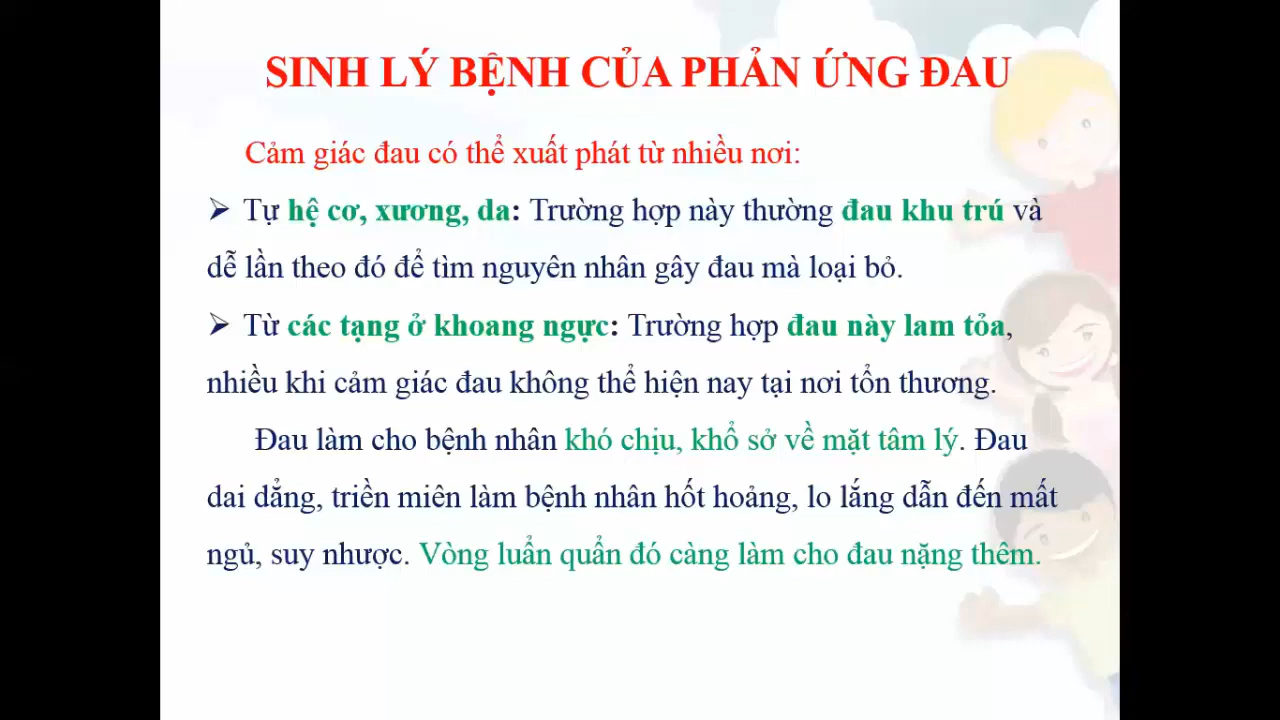 SINH LÝ BỆNH CỦA PHẢN ỨNG ĐAU
Cảm giác đau có thể xuất phát từ nhiều nơi:
➢ Tự hệ cơ, xương, da: Trường hợp này thường đau khu trú và
dễ lần theo đó để tìm nguyên nhân gây đau mà loại bỏ.
➢ Từ các tạng ở khoang ngực: Trường hợp đau này lam tỏa,
nhiều khi cảm giác đau không thể hiện nay tại nơi tổn thương.
Đau làm cho bệnh nhân khó chịu, khổ sở về mặt tâm lý. Đau
dai dẳng, triền miên làm bệnh nhân hốt hoảng, lo lắng dẫn đến mất
ngủ, suy nhược. Vòng luẩn quẩn đó càng làm cho đau nặng thêm.